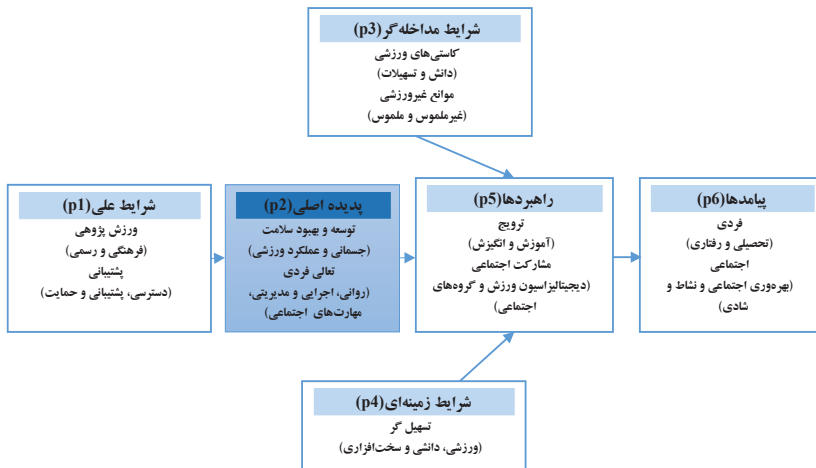 شرایط مداخله‌گر(p3)
کاستی‌های ورزشی
(دانش و تسهیلات)
موانع غیرورزشی
(غیرملموس و ملموس)
شرایط علی(p1)
ورزش پژوهی
(فرهنگی و رسمی)
پشتیبانی
(دسترسی، پشتیبانی و حمایت)
پدیده اصلی(p2)
توسعه و بهبود سلامت
(جسمانی و عملکرد ورزشی)
تعالی فردی
(روانی، اجرایی و مدیریتی،
مهارت‌های اجتماعی)
راهبردها(p5)
ترویج
(آموزش و انگیزش)
مشارکت اجتماعی
(دیجیتالیزاسیون ورزش و گروه‌های
اجتماعی)
پیامدها(p6)
فردی
(تحصیلی و رفتاری)
اجتماعی
(بهره‌وری اجتماعی و نشاط و
شادی)
شرایط زمینه‌ای(p4)
تسهیل گر
(ورزشی، دانشی و سخت‌افزاری)